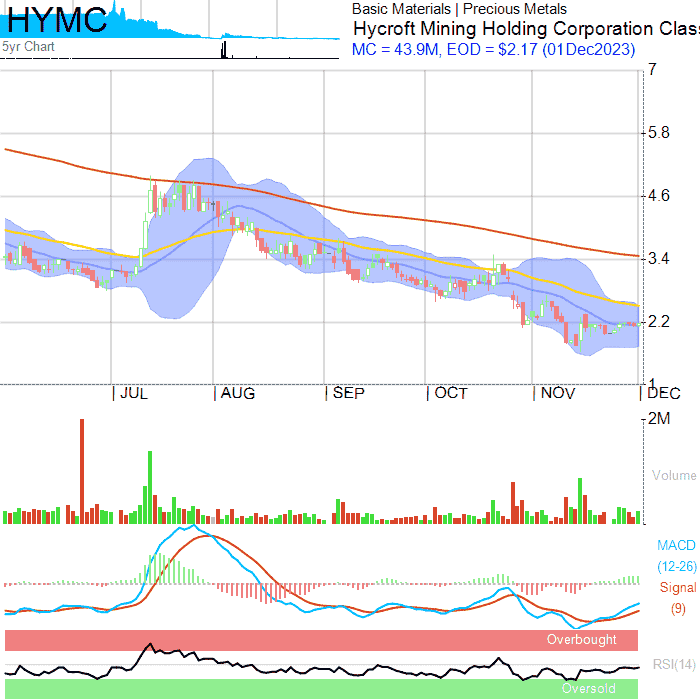 HYMC
5yr Chart
Basic Materials | Precious Metals
Hycroft Mining Holding Corporation Clas
MC = 43.9M, EOD = $2.17 (01Dec2023)
7
5.8
4.6
3.4
2.2
1
JUL AUG SEP OCT NOV DEC
2M
Volume
MACD
(12-26)
Signal
(9)
Overbought
RSI(14)
Oversold